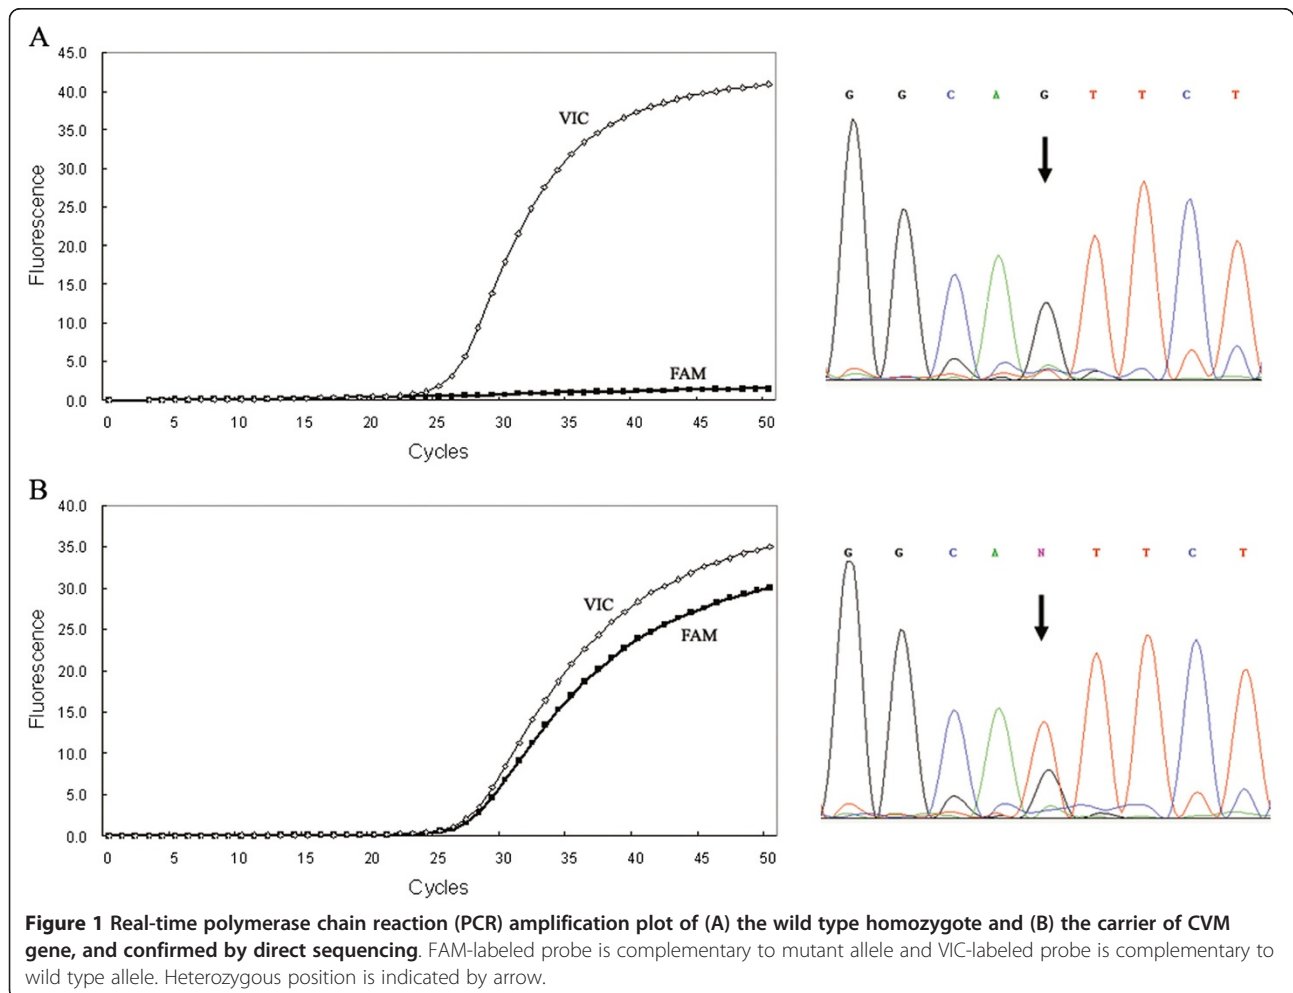 A
45.0
40.0
35.0
30.0
25.0
20.0
15.0
10.0
5.0
0.0
Fluorescence
VIC
FAM
0 5 10 15 20 25 30 35 40 45 50
Cycles
G G C A G T T C T
B
40.0
35.0
30.0
25.0
20.0
15.0
10.0
5.0
0.0
Fluorescence
VIC
FAM
0 5 10 15 20 25 30 35 40 45 50
Cycles
G G C A N T T C T
Figure 1 Real-time polymerase chain reaction (PCR) amplification plot of (A) the wild type homozygote and (B) the carrier of CVM
gene, and confirmed by direct sequencing. FAM-labeled probe is complementary to mutant allele and VIC-labeled probe is complementary to
wild type allele. Heterozygous position is indicated by arrow.